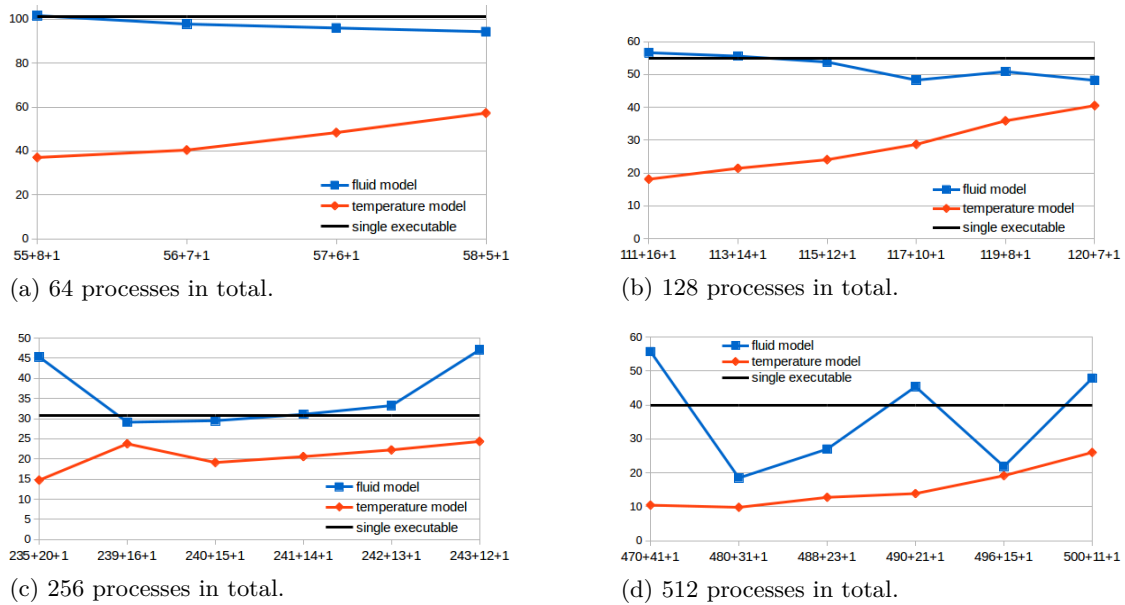 100
80
60
40
20
0
fluid model
temperature model
single executable
55+8+1 56+7+1 57+6+1 58+5+1
(a) 64 processes in total.
60
50
40
30
20
10
0
fluid model
temperature model
single executable
111+16+1 113+14+1 115+12+1 117+10+1 119+8+1 120+7+1
(b) 128 processes in total.
50
45
40
35
30
25
20
15
10
5
0
fluid model
temperature model
single executable
235+20+1 239+16+1 240+15+1 241+14+1 242+13+1 243+12+1
(c) 256 processes in total.
60
50
40
30
20
10
0
fluid model
temperature model
single executable
470+41+1 480+31+1 488+23+1 490+21+1 496+15+1 500+11+1
(d) 512 processes in total.